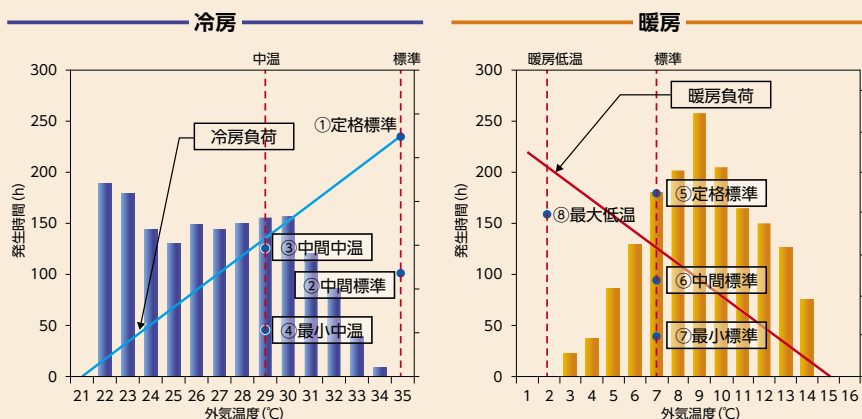 冷房
中温
標準
300
250
200
150
100
50
0
発生時間(h)
①定格標準
冷房負荷
③中間中温
②中間標準
④最小中温
21 22 23 24 25 26 27 28 29 30 31 32 33 34 35
外気温度(℃)
暖房
暖房低温
標準
300
250
200
150
100
50
0
発生時間(h)
暖房負荷
⑤定格標準
⑧最大低温
⑥中間標準
⑦最小標準
1 2 3 4 5 6 7 8 9 10 11 12 13 14 15 16
外気温度(℃)